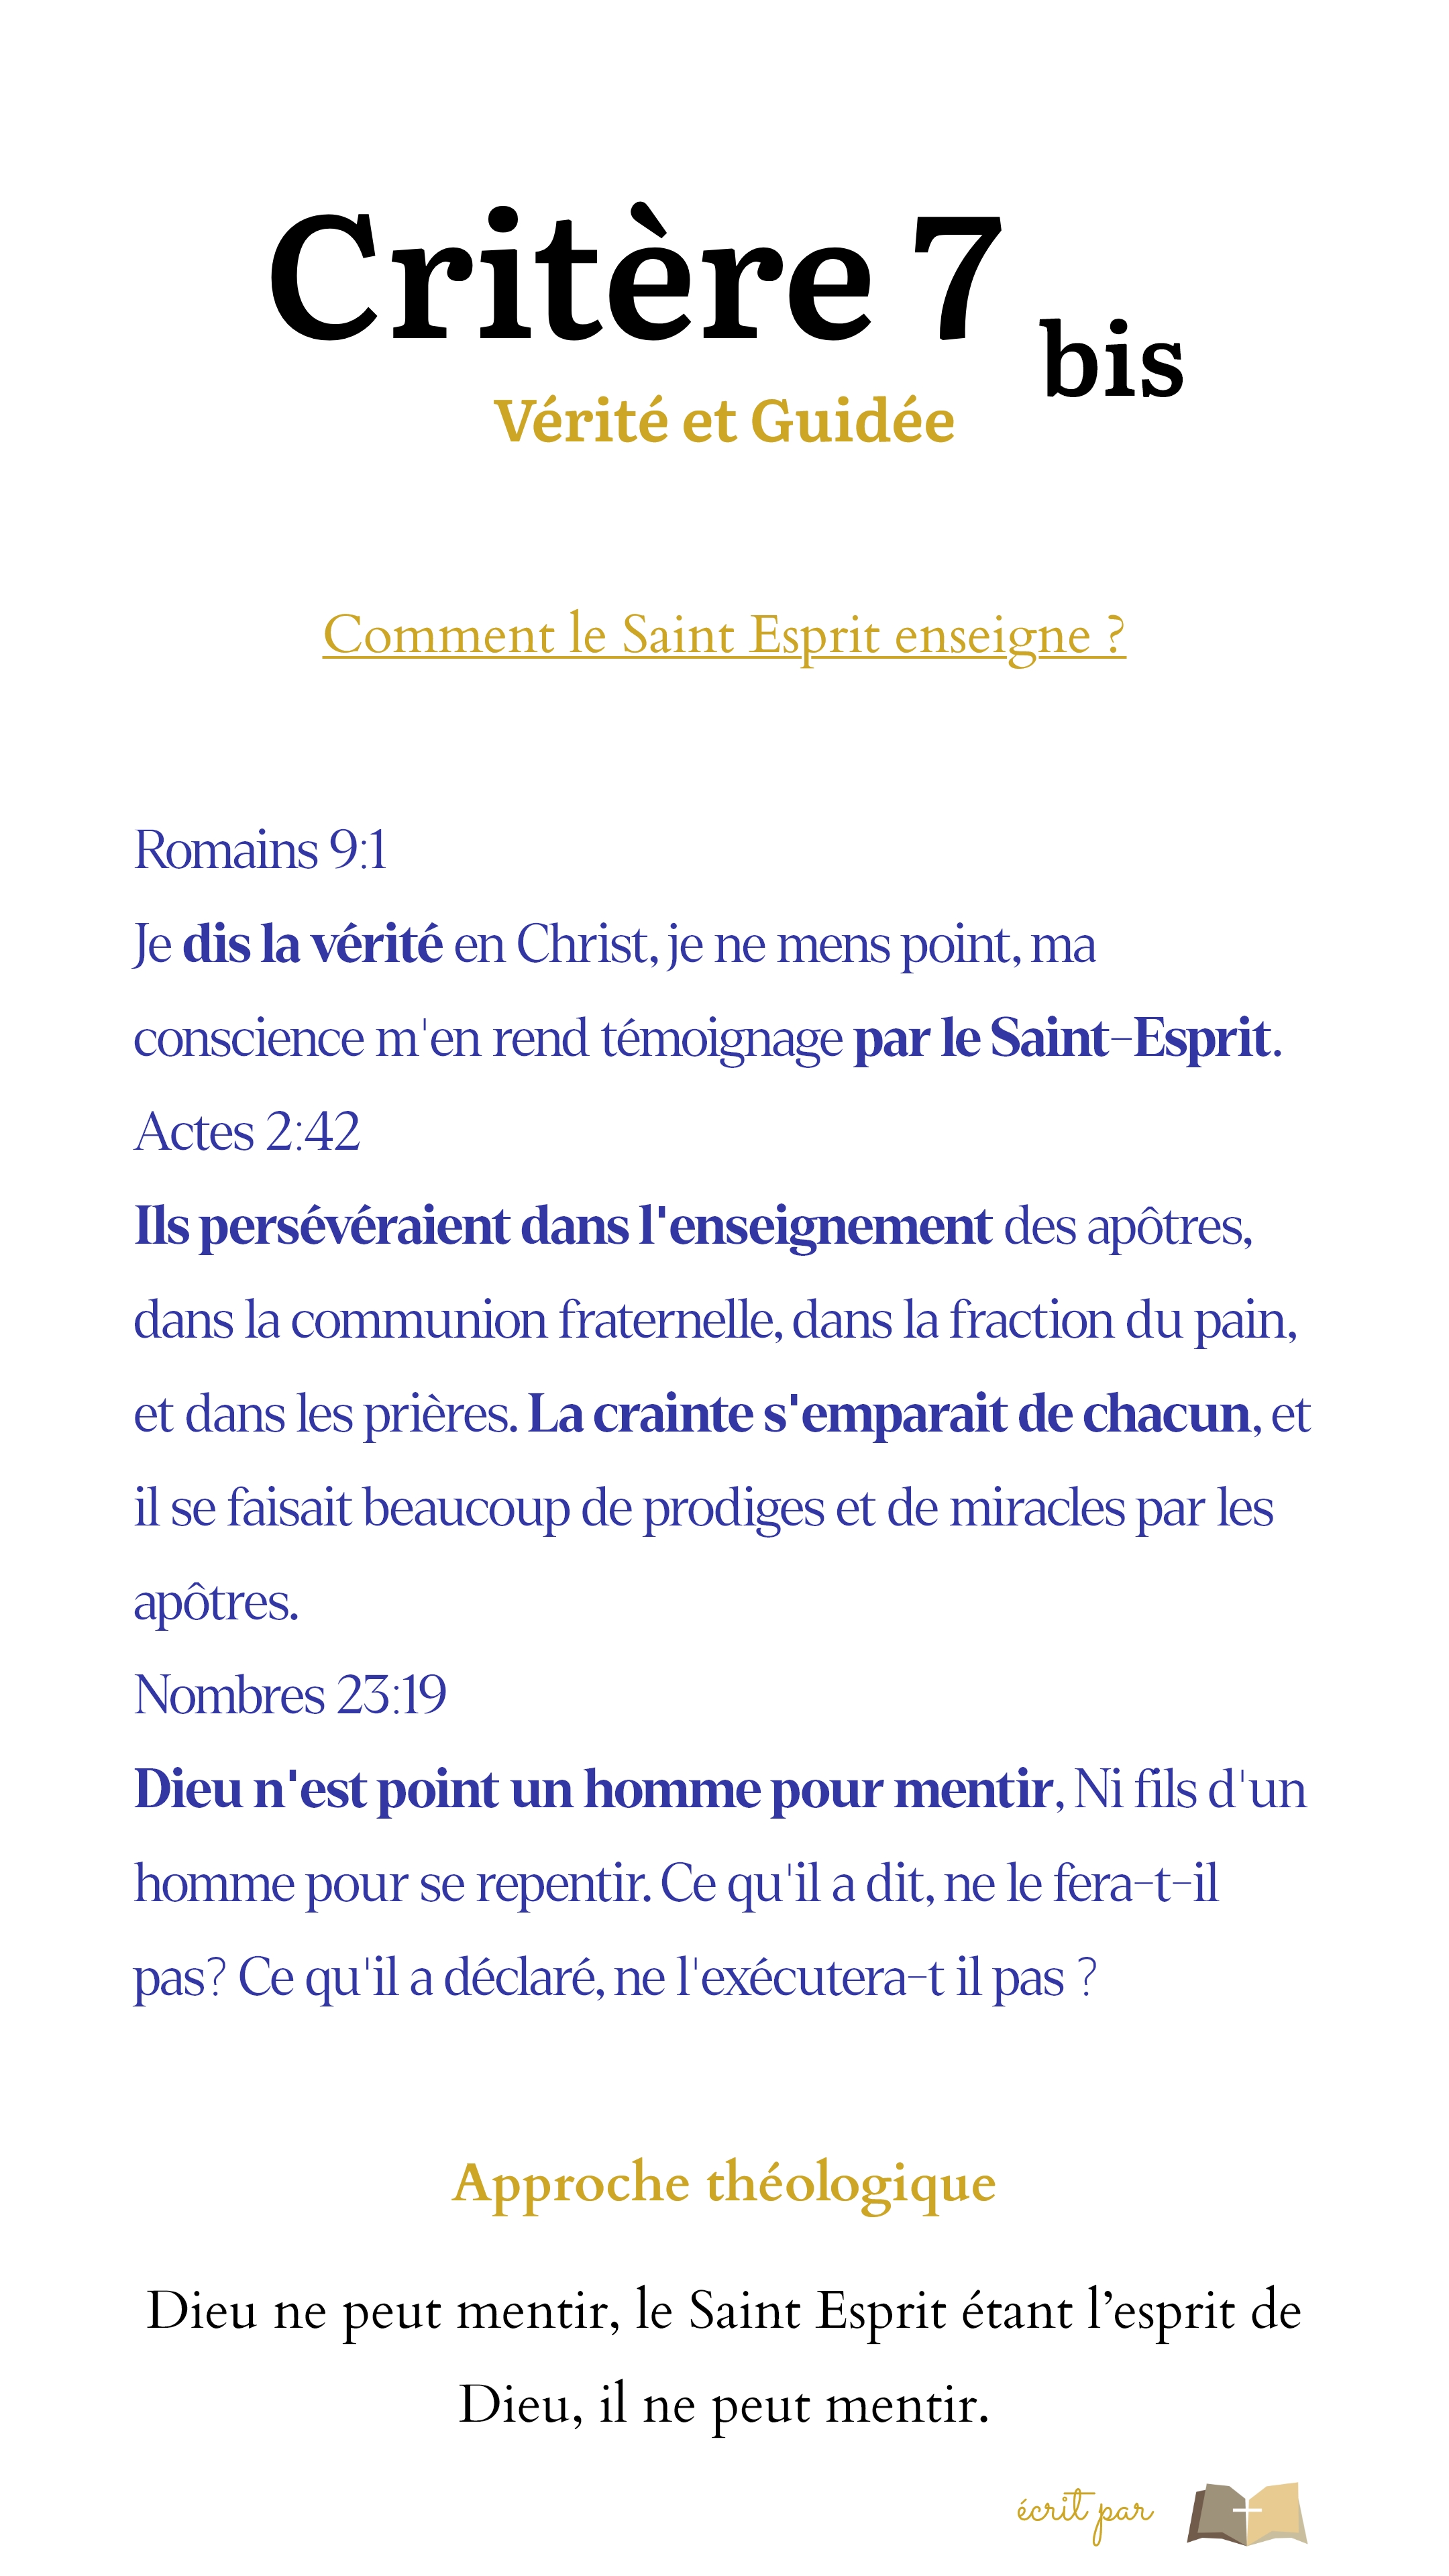 Critère 7 bis
Vérité et Guidée
Comment le Saint Esprit enseigne ?
Romains 9:1
Je dis la vérité en Christ, je ne mens point, ma
conscience m'en rend témoignage par le Saint-Esprit.
Actes 2:42
Ils persévéraient dans l'enseignement des apôtres,
dans la communion fraternelle, dans la fraction du pain,
et dans les prières. La crainte s'emparait de chacun, et
il se faisait beaucoup de prodiges et de miracles par les
apôtres.
Nombres 23:19
Dieu n'est point un homme pour mentir, Ni fils d'un
homme pour se repentir. Ce qu'il a dit, ne le fera-t-il
pas? Ce qu'il a déclaré, ne l'exécutera-t il pas ?
Approche théologique
Dieu ne peut mentir, le Saint Esprit étant l’esprit de
Dieu, il ne peut mentir.
écrit par